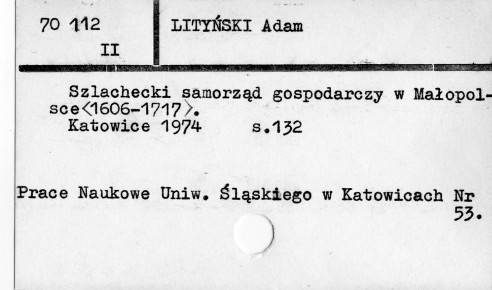 70 112
II
LITYŃSKI Adam
Szlachecki samorząd gospodarczy w Małopol-
sce<1606-1717>.
Katowice 1974 s.132
Prace Naukowe Uniw. Śląskiego w Katowicach Nr
53.